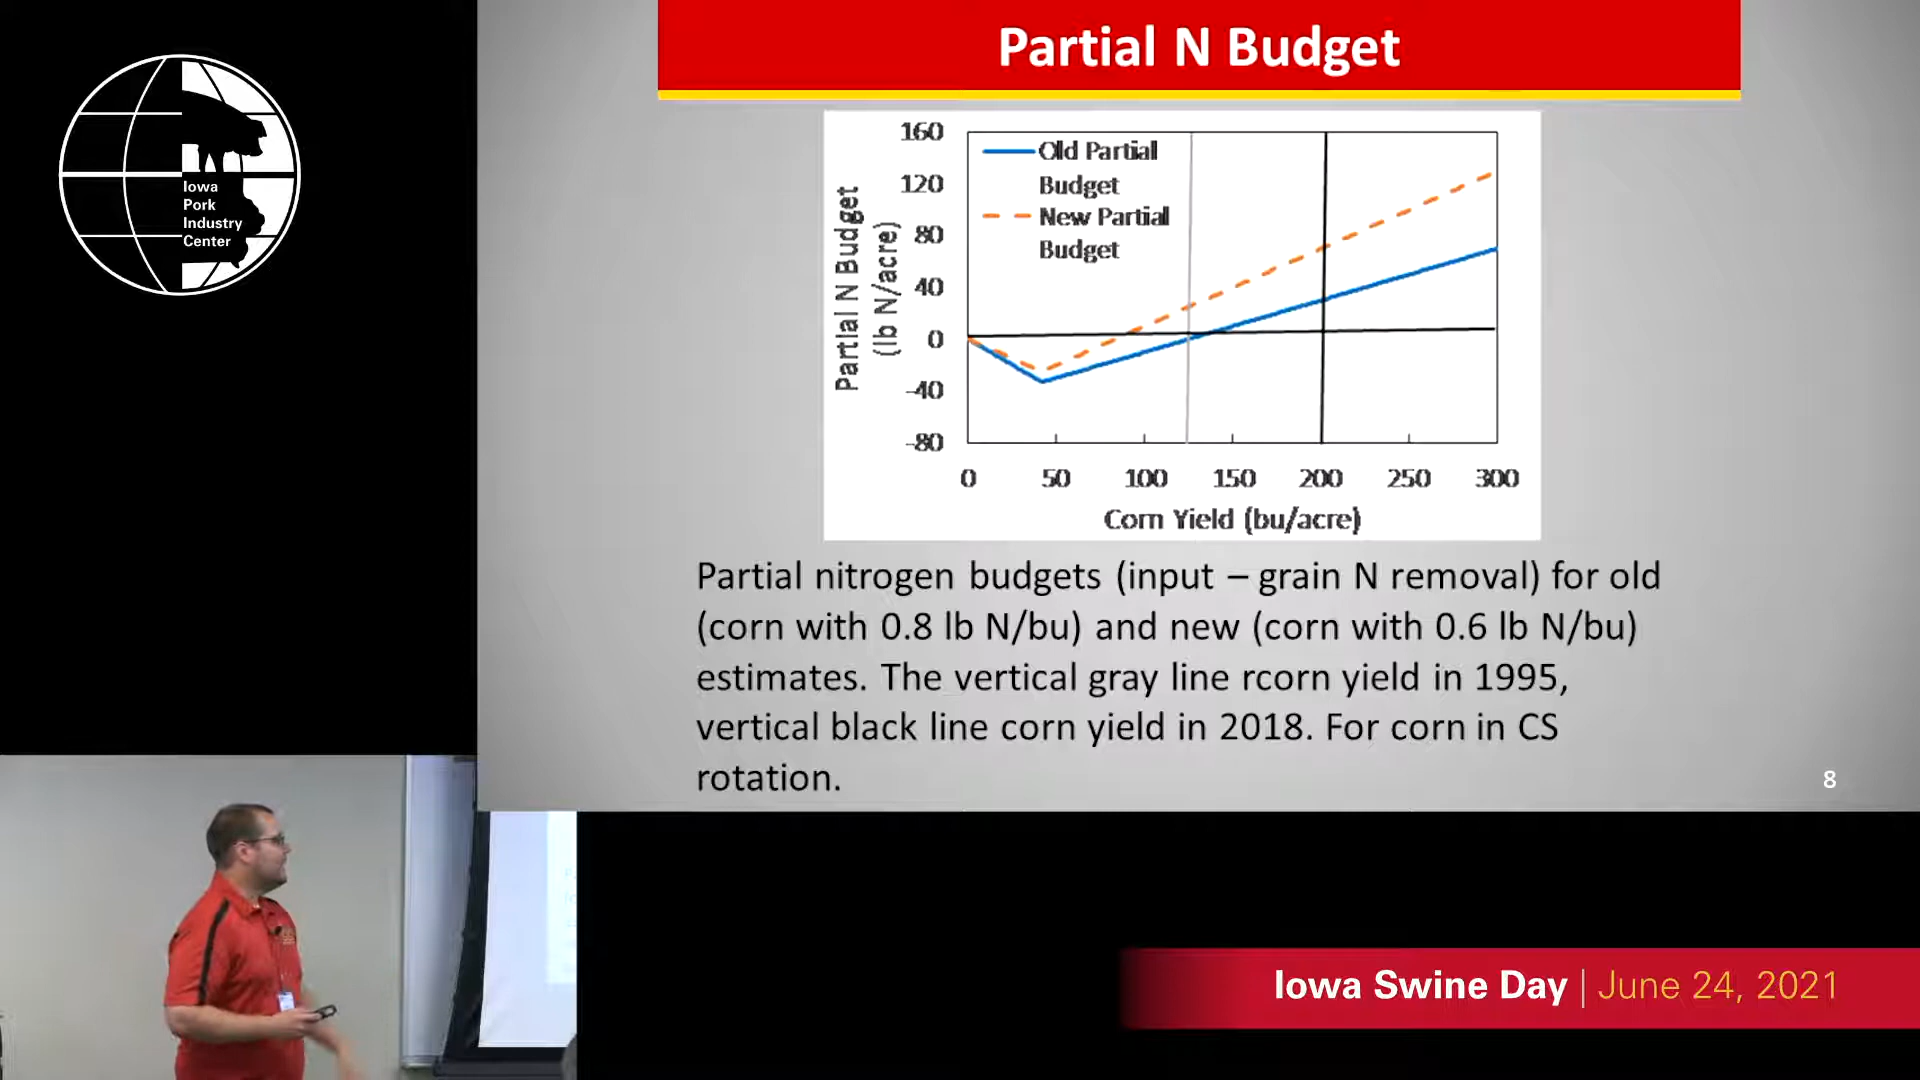 Iowa
Pork
Industry
Center
Partial N Budget
160
120
80
40
0
-40
-80
Partial N Budget
(lb N/acre)
Old Partial
Budget
New Partial
Budget
0 50 100 150 200 250 300
Corn Yield (bu/acre)
Partial nitrogen budgets (input – grain N removal) for old
(corn with 0.8 lb N/bu) and new (corn with 0.6 lb N/bu)
estimates. The vertical gray line rcorn yield in 1995,
vertical black line corn yield in 2018. For corn in CS
rotation.
8
Iowa Swine Day | June 24, 2021